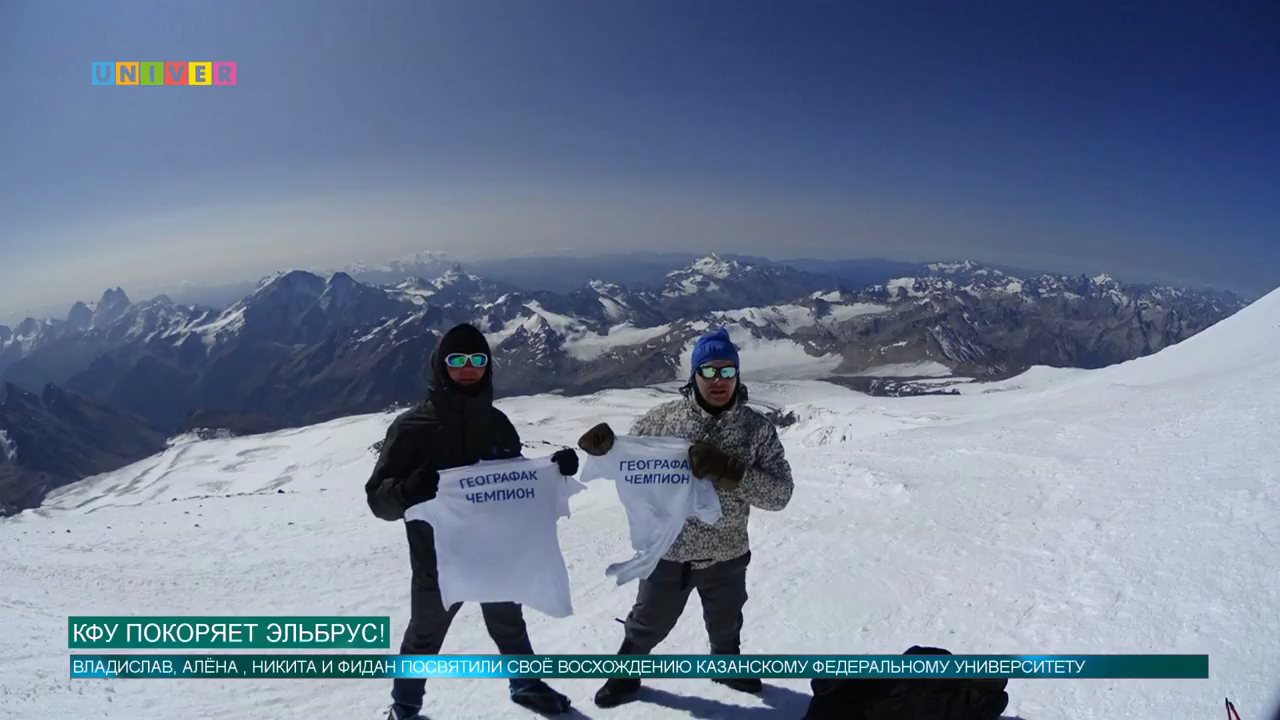 UNIVER
ГЕОГРАФАК
ЧЕМПИОН
ГЕОГРАФАК
ЧЕМПИОН
КФУ ПОКОРЯЕТ ЭЛЬБРУС!
ВЛАДИСЛАВ, АЛЁНА , НИКИТА И ФИДАН ПОСВЯТИЛИ СВОЁ ВОСХОЖДЕНИЮ КАЗАНСКОМУ ФЕДЕРАЛЬНОМУ УНИВЕРСИТЕТУ